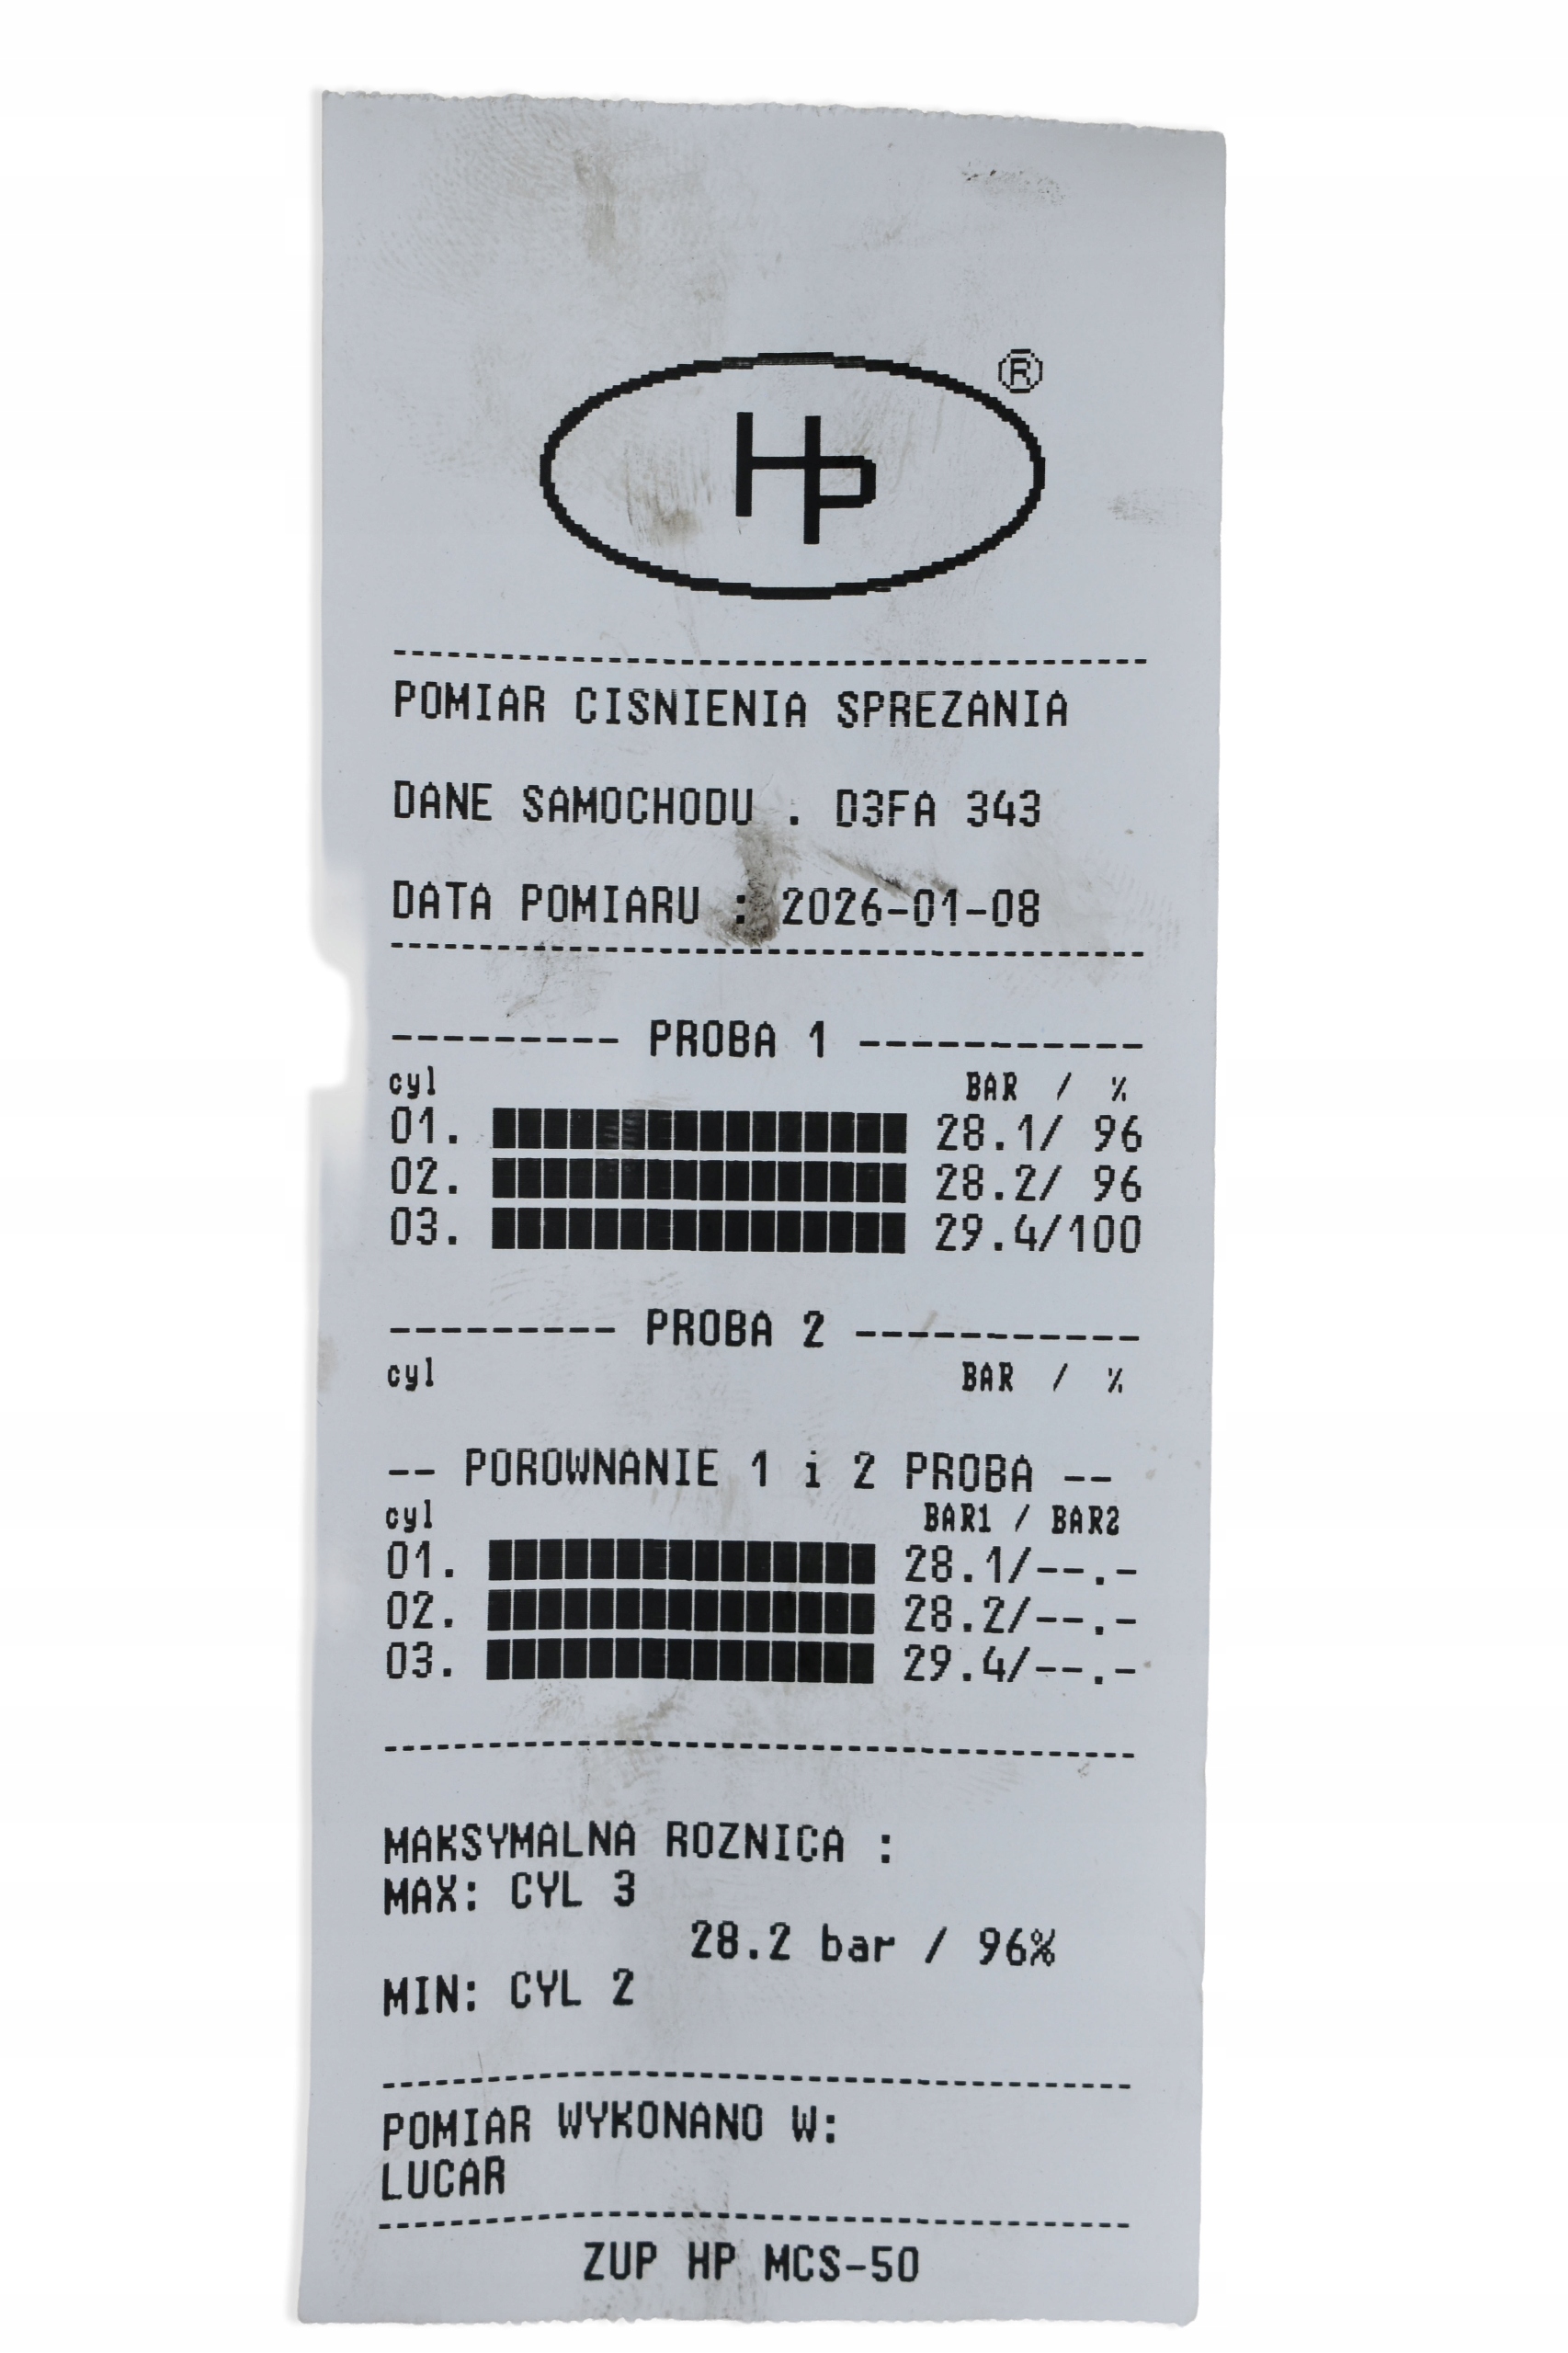 Hp ®
----------------------------------------
POMIAR CISNIENIA SPREZANIA
DANE SAMOCHODU . D3FA 343
DATA POMIARU : 2026-01-08
----------------------------------------
--------- PROBA 1 -----------
cyl BAR / %
01. 28.1/ 96
02. 28.2/ 96
03. 29.4/100
--------- PROBA 2 -----------
cyl BAR / %
-- POROWNANIE 1 i 2 PROBA --
cyl BAR1 / BAR2
01. 28.1/--.-
02. 28.2/--.-
03. 29.4/--.-
----------------------------------------
MAKSYMALNA ROZNICA :
MAX: CYL 3
28.2 bar / 96%
MIN: CYL 2
----------------------------------------
POMIAR WYKONANO W:
LUCAR
----------------------------------------
ZUP HP MCS-50